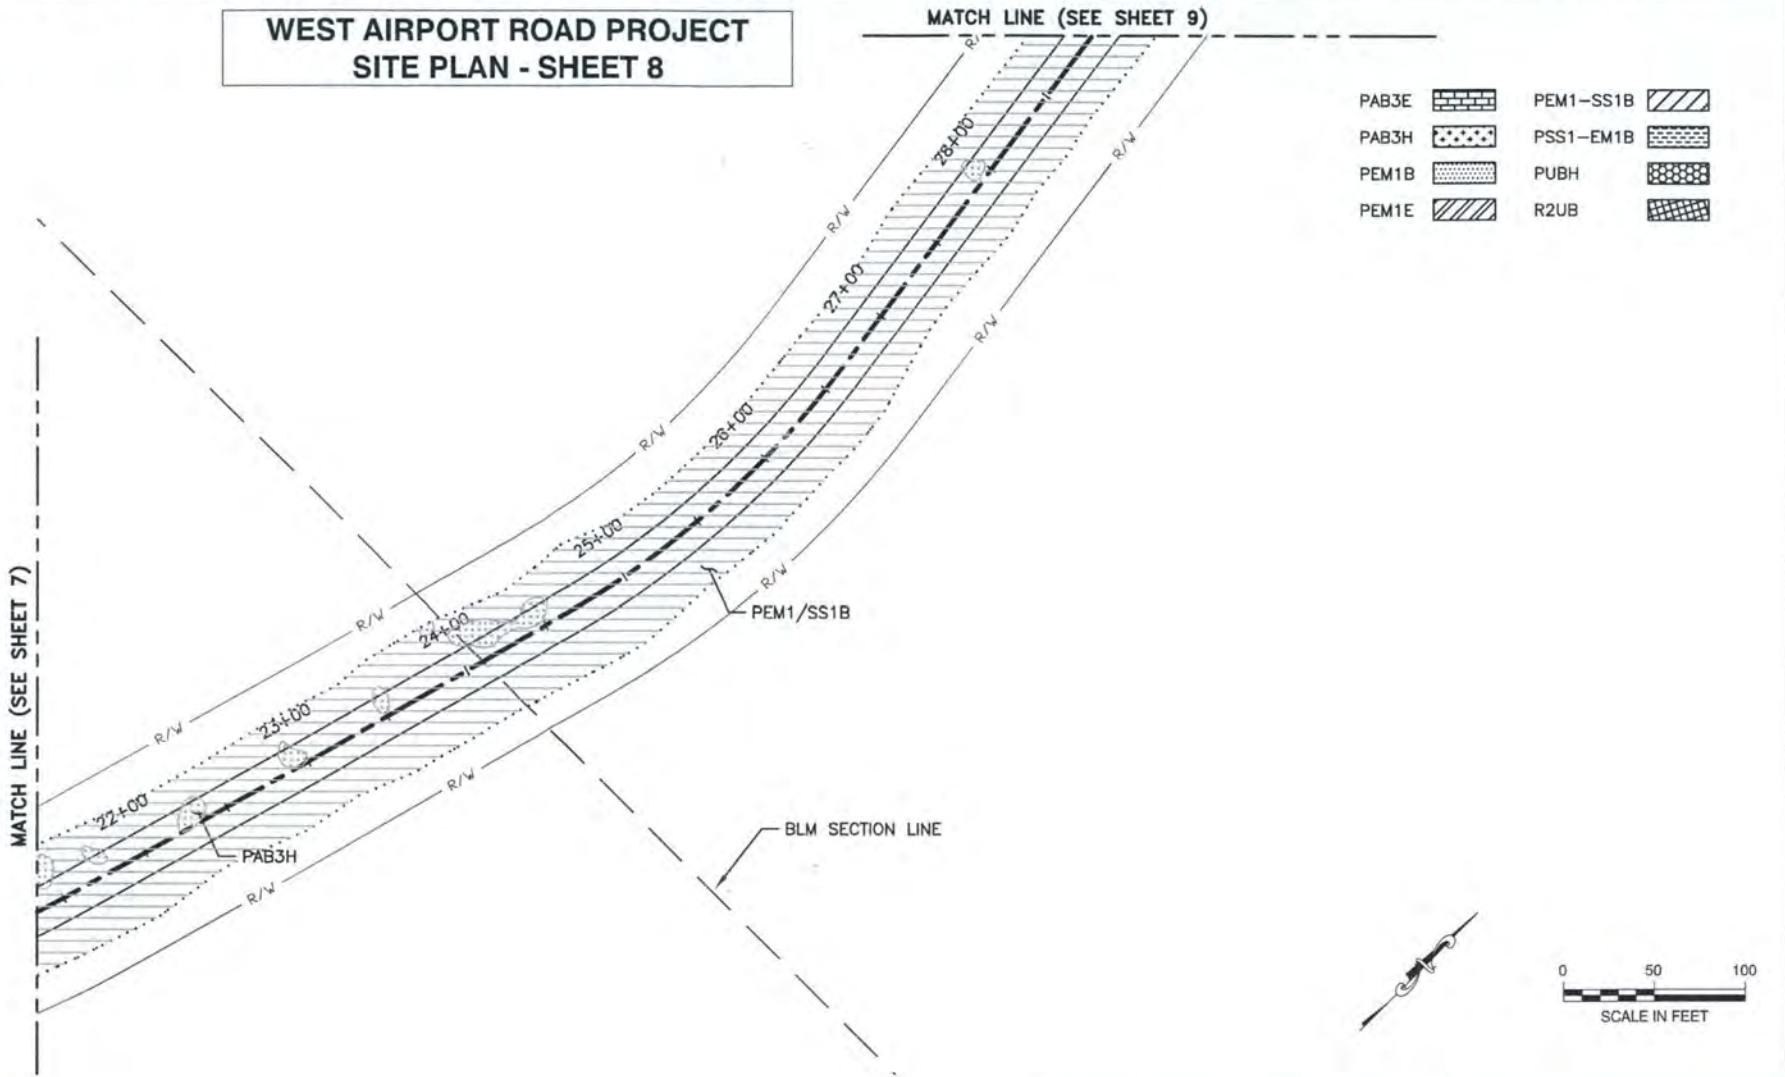 WEST AIRPORT ROAD PROJECT
SITE PLAN - SHEET 8
MATCH LINE (SEE SHEET 9)
PAB3E
PEM1-SS1B
PAB3H
PSS1-EM1B
PEM1B
PUBH
PEM1E
R2UB
R/W
R/W
R/W
R/W
R/W
R/W
R/W
R/W
R/W
R/W
28+00
27+00
26+00
25+00
24+00
23+00
22+00
PEM1/SS1B
PAB3H
BLM SECTION LINE
MATCH LINE (SEE SHEET 7)
0 50 100
SCALE IN FEET